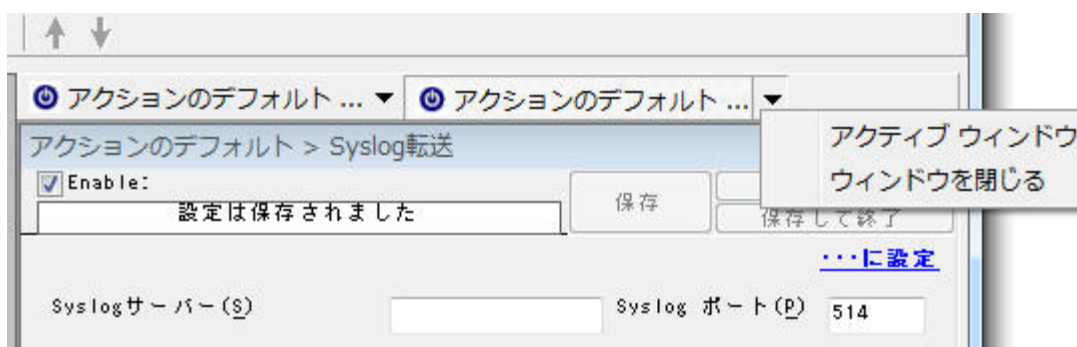 アクションのデフォルト ...
アクションのデフォルト ...
アクティブ ウィンドウ
ウィンドウを閉じる
アクションのデフォルト > Syslog転送
Enable:
設定は保存されました
保存
保存して終了
・・・に設定
Syslogサーバー(S)
Syslog ポート(P)
514